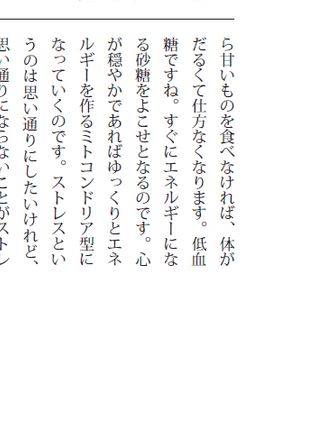 ら甘いものを食べなければ、体が
だるくて仕方なくなります。低血
糖ですね。すぐにエネルギーにな
る砂糖をよこせとなるのです。心
が穏やかであればゆっくりとエネ
ルギーを作るミトコンドリア型に
なっていくのです。ストレスとい
うのは思い通りにしたいけれど、
思い通りにならないことがストレ